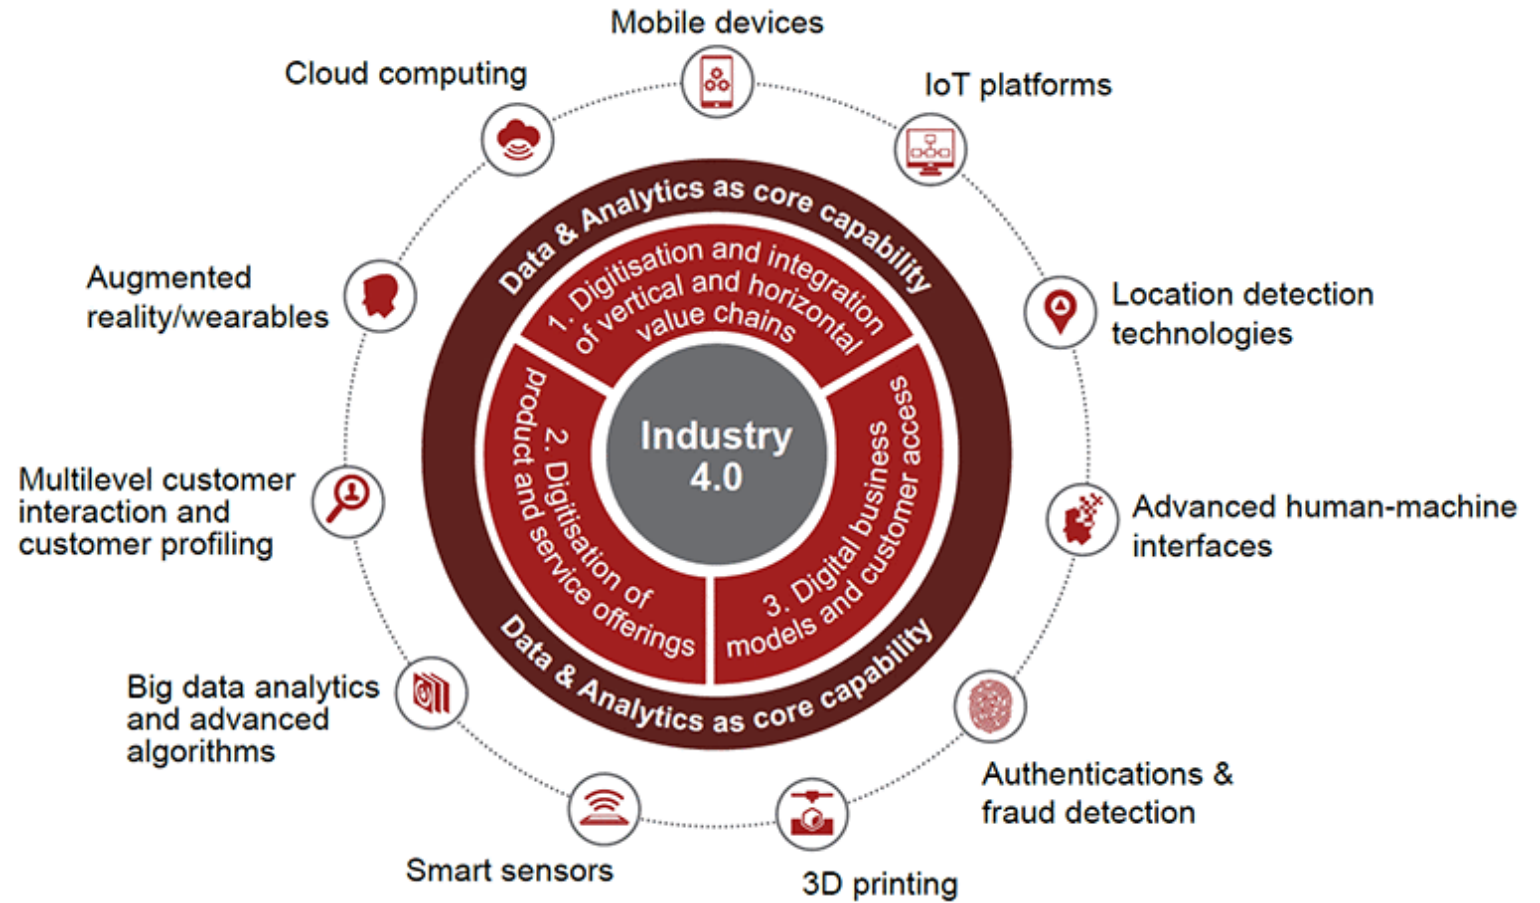 Mobile devices
Cloud computing
IoT platforms
Augmented
reality/wearables
Location detection
technologies
Multilevel customer
interaction and
customer profiling
Advanced human-machine
interfaces
Big data analytics
and advanced
algorithms
Authentications &
fraud detection
Smart sensors
3D printing
Data & Analytics as core capability
1. Digitisation and integration
of vertical and horizontal
value chains
2. Digitisation of
product and service offerings
3. Digital business
models and customer access
Industry
4.0
Data & Analytics as core capability